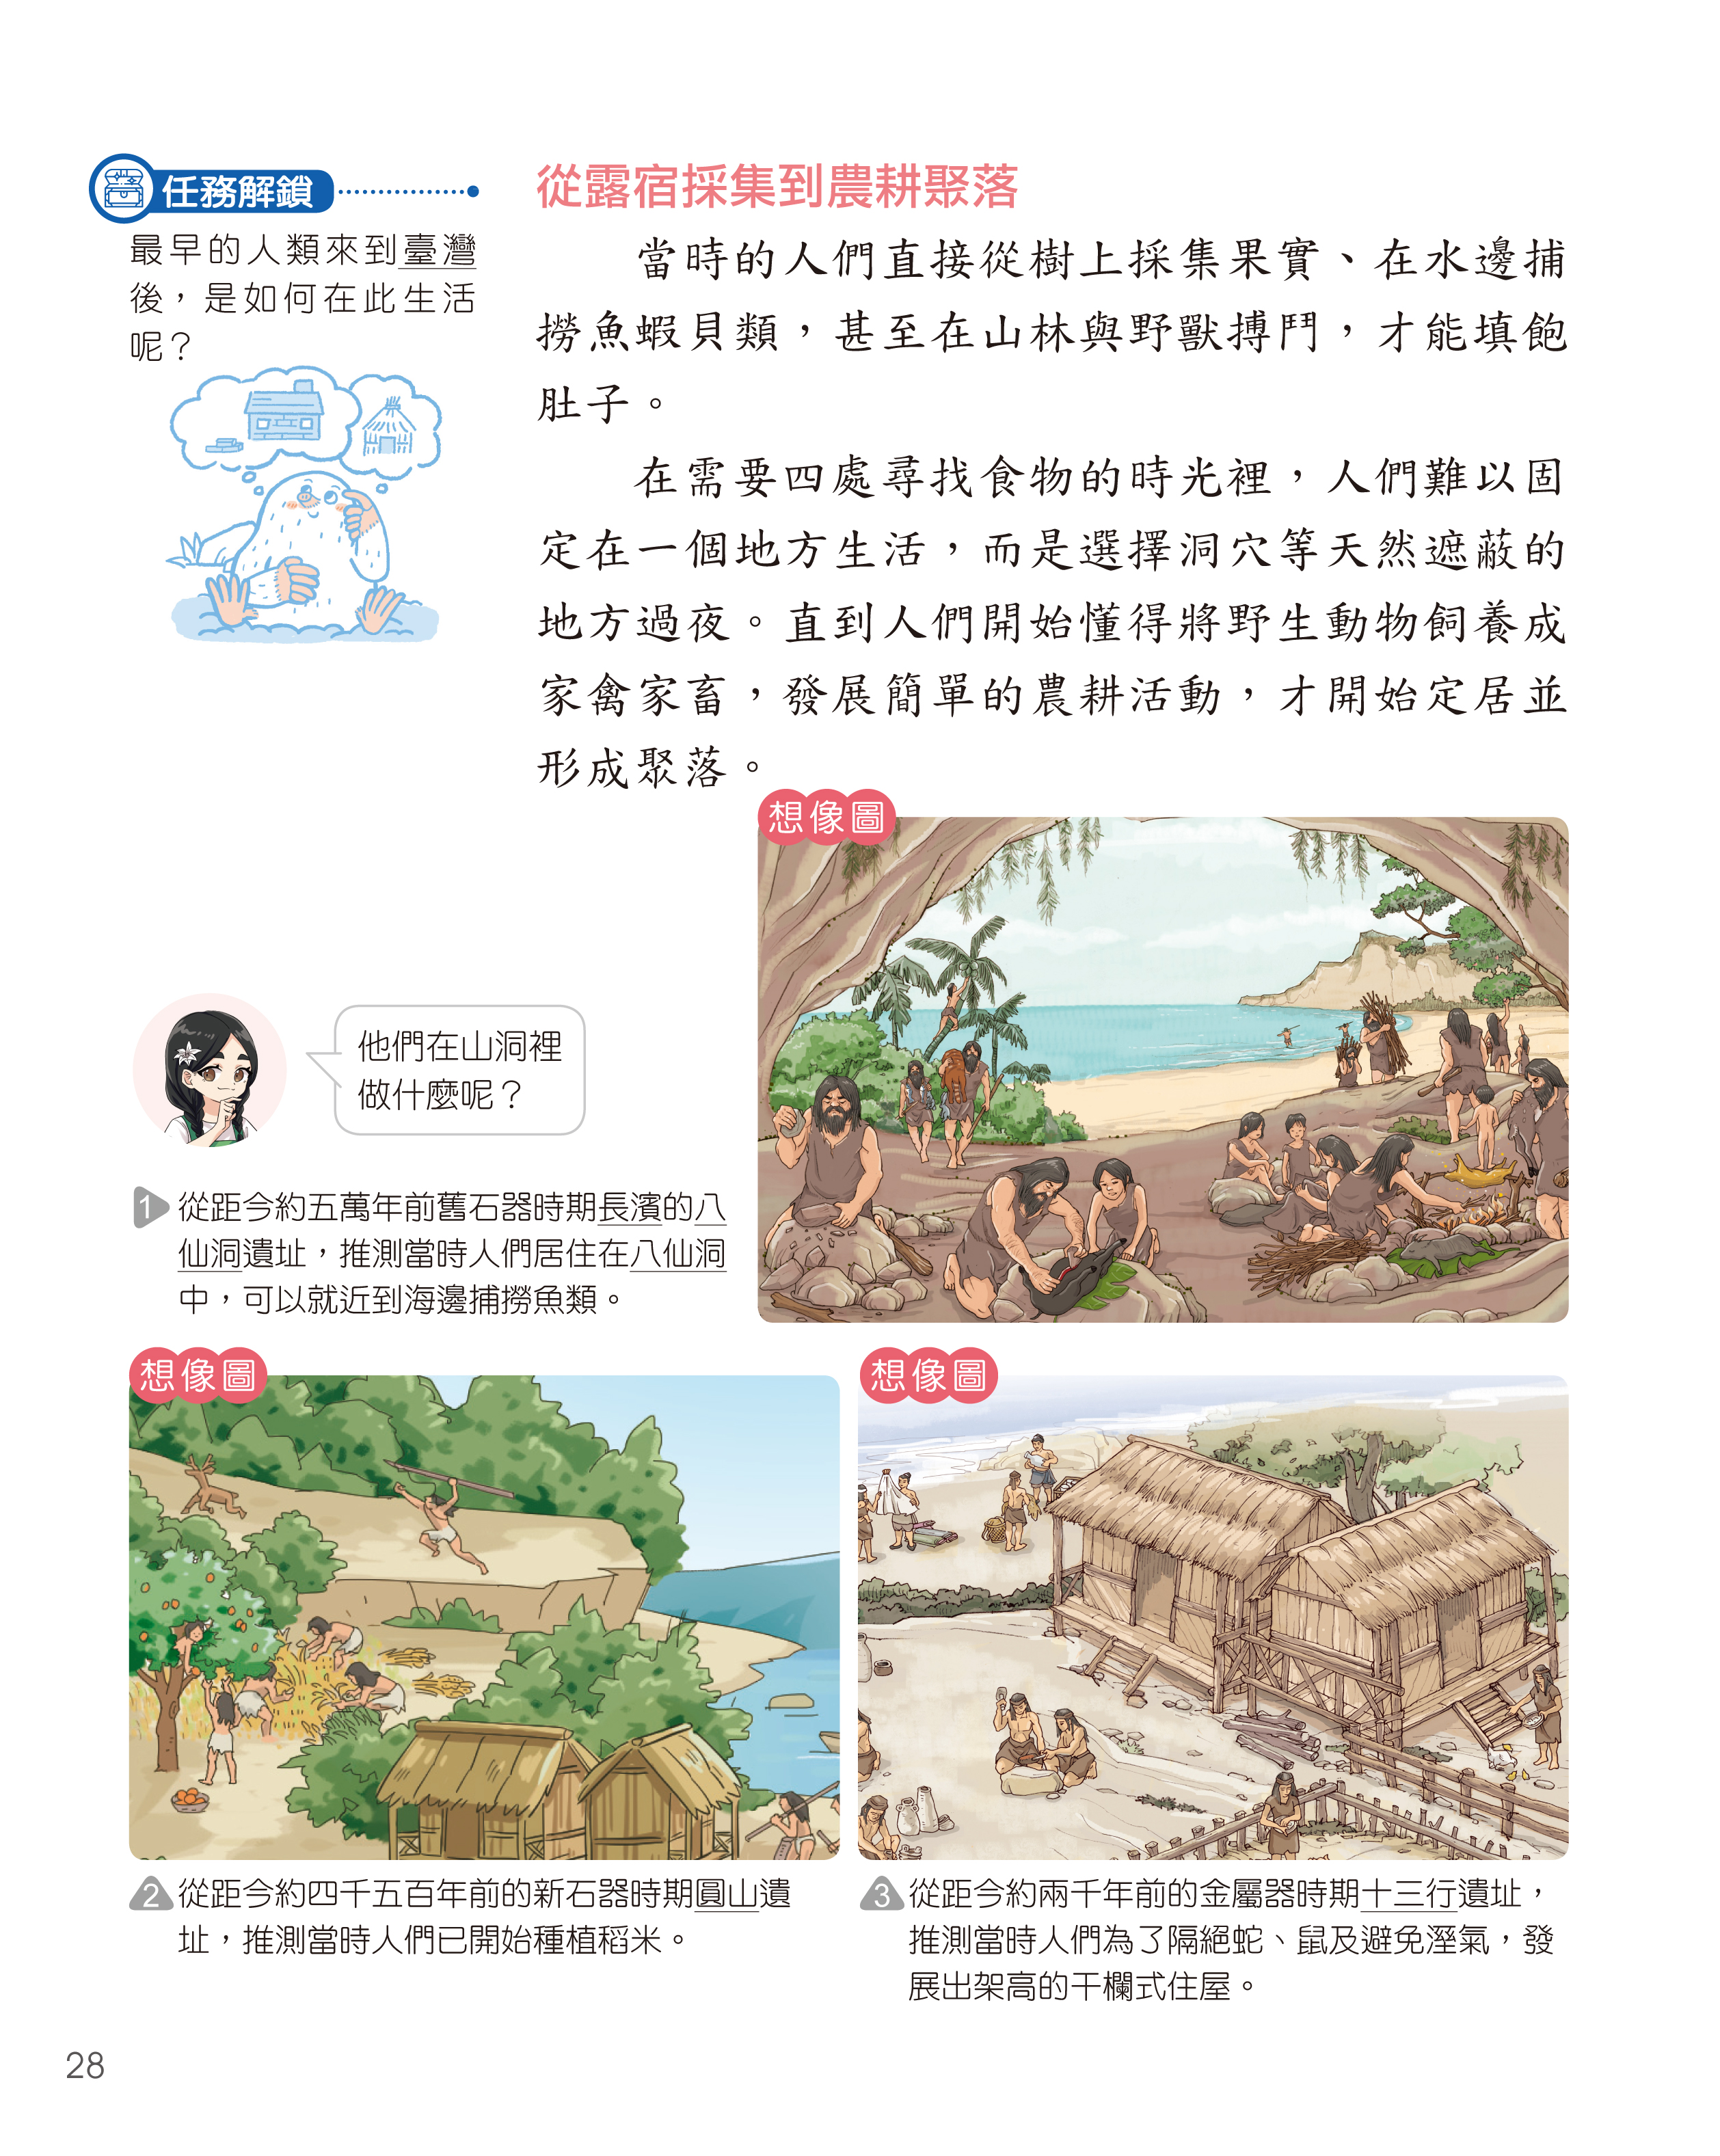 任務解鎖
最早的人類來到臺灣
後，是如何在此生活
呢？
從露宿採集到農耕聚落
當時的人們直接從樹上採集果實、在水邊捕
撈魚蝦貝類，甚至在山林與野獸搏鬥，才能填飽
肚子。
在需要四處尋找食物的時光裡，人們難以固
定在一個地方生活，而是選擇洞穴等天然遮蔽的
地方過夜。直到人們開始懂得將野生動物飼養成
家禽家畜，發展簡單的農耕活動，才開始定居並
形成聚落。
想像圖
他們在山洞裡
做什麼呢？
1 從距今約五萬年前舊石器時期長濱的八
仙洞遺址，推測當時人們居住在八仙洞
中，可以就近到海邊捕撈魚類。
想像圖
2 從距今約四千五百年前的新石器時期圓山遺
址，推測當時人們已開始種植稻米。
想像圖
3 從距今約兩千年前的金屬器時期十三行遺址，
推測當時人們為了隔絕蛇、鼠及避免溼氣，發
展出架高的干欄式住屋。
28